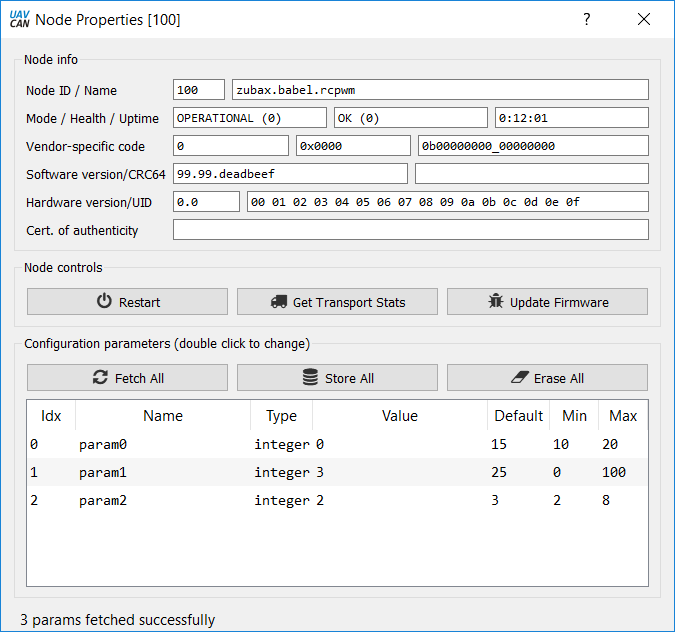 UAV CAN Node Properties [100] ?
Node info
Node ID / Name 100 zubax.babel.rcpwm
Mode / Health / Uptime OPERATIONAL (0) OK (0) 0:12:01
Vendor-specific code 0 0x0000 0b00000000_00000000
Software version/CRC64 99.99.deadbeef
Hardware version/UID 0.0 00 01 02 03 04 05 06 07 08 09 0a 0b 0c 0d 0e 0f
Cert. of authenticity
Node controls
Restart Get Transport Stats Update Firmware
Configuration parameters (double click to change)
Fetch All Store All Erase All
Idx Name Type Value Default Min Max
0 param0 integer 0 15 10 20
1 param1 integer 3 25 0 100
2 param2 integer 2 3 2 8
3 params fetched successfully